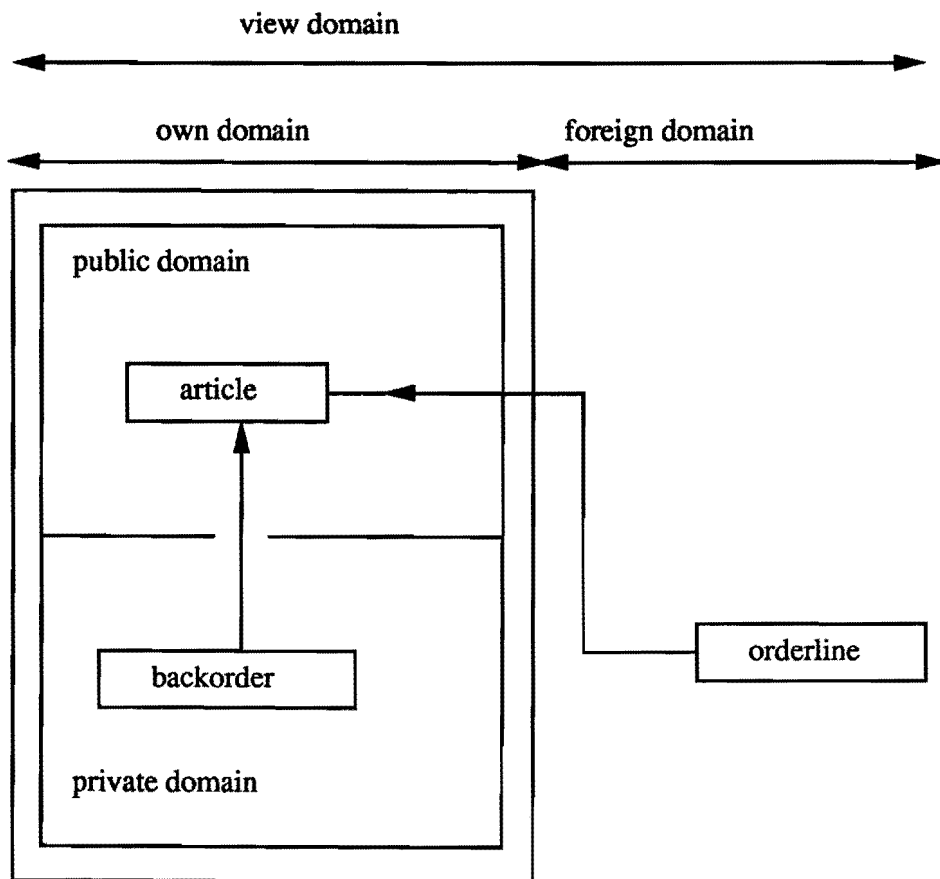 view domain
own domain
foreign domain
public domain
article
backorder
orderline
private domain